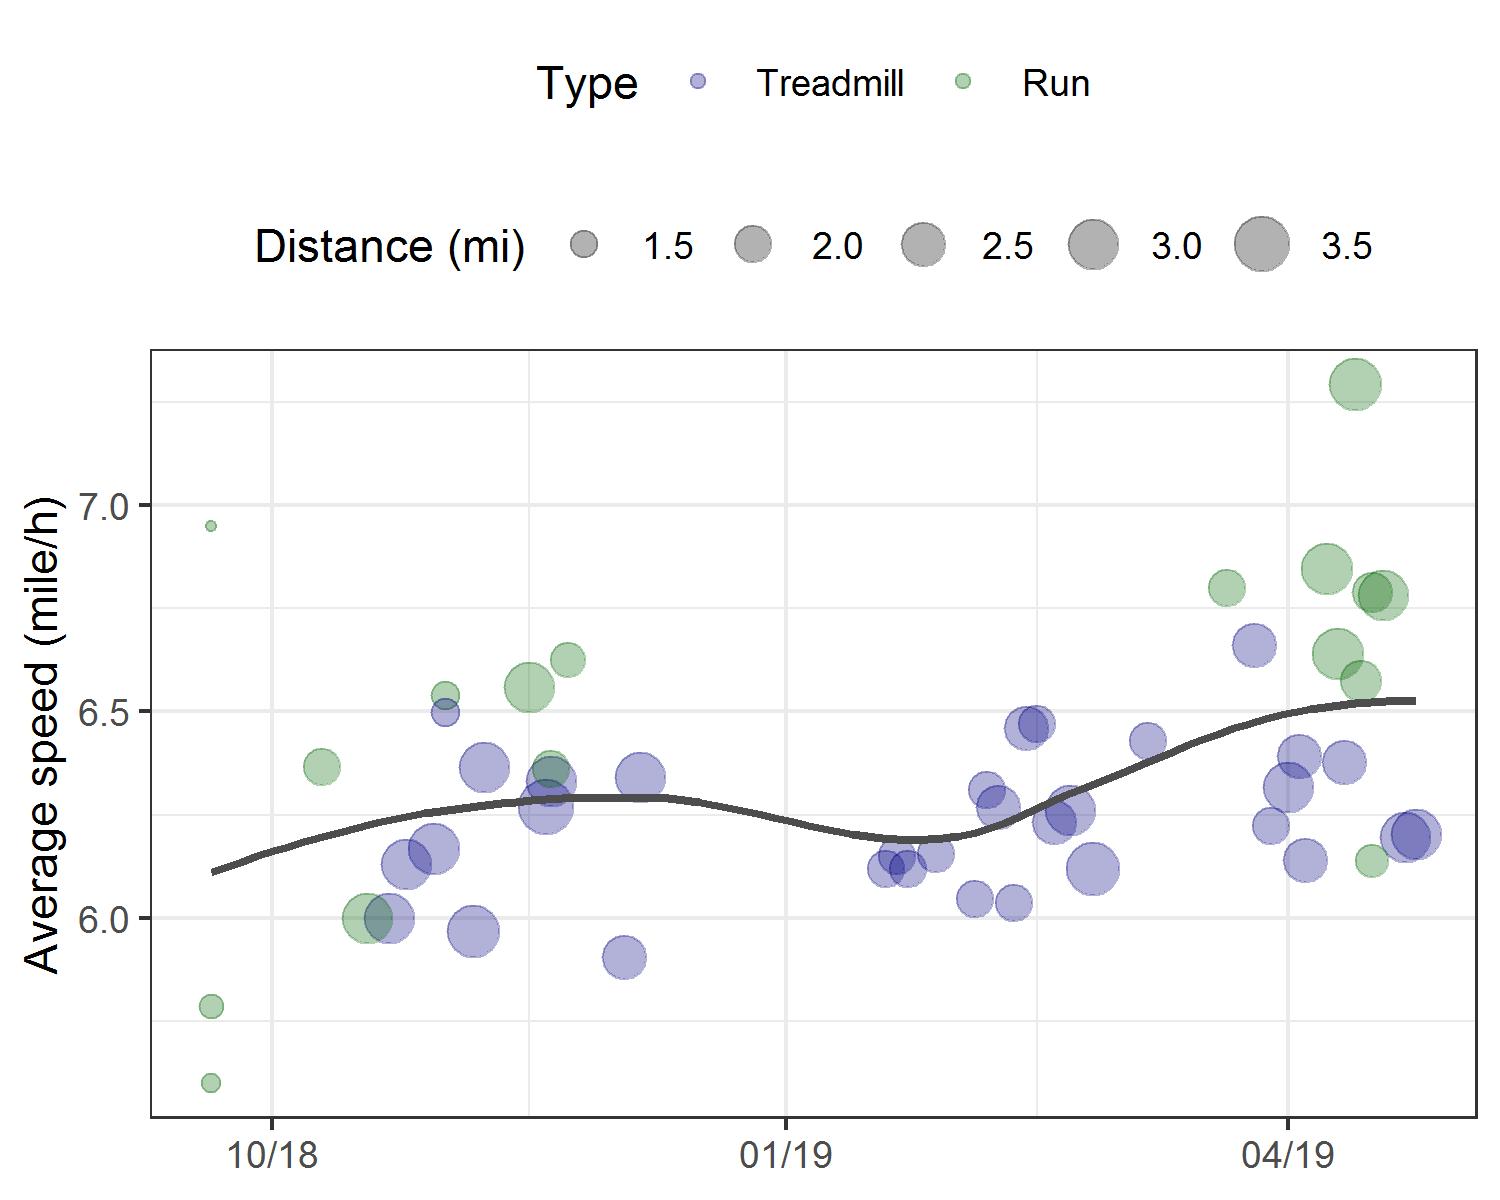 Type Treadmill Run
Distance (mi) 1.5 2.0 2.5 3.0 3.5
Average speed (mile/h)
7.0
6.5
6.0
10/18 01/19 04/19